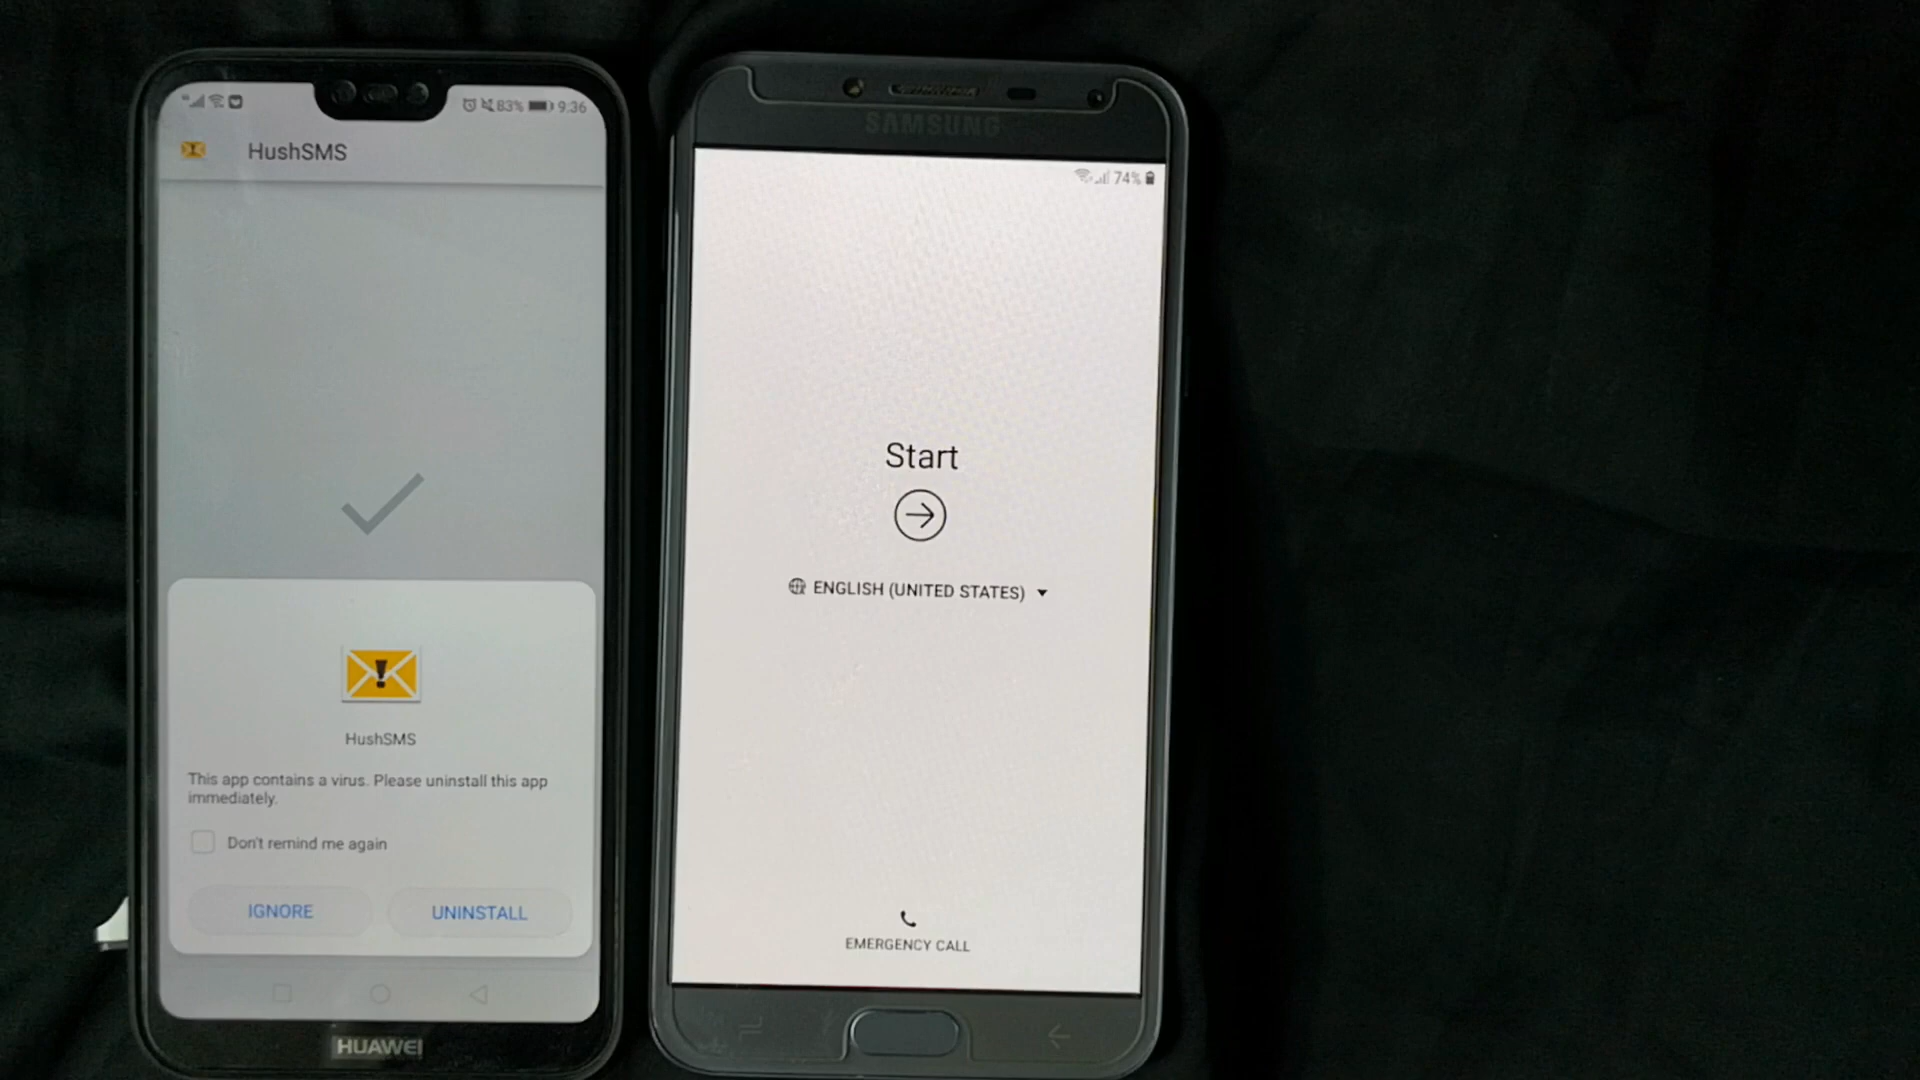 83% 9:36
HushSMS
HushSMS
This app contains a virus. Please uninstall this app
immediately.
Don't remind me again
IGNORE
UNINSTALL
HUAWEI
SAMSUNG
74%
Start
ENGLISH (UNITED STATES)
EMERGENCY CALL